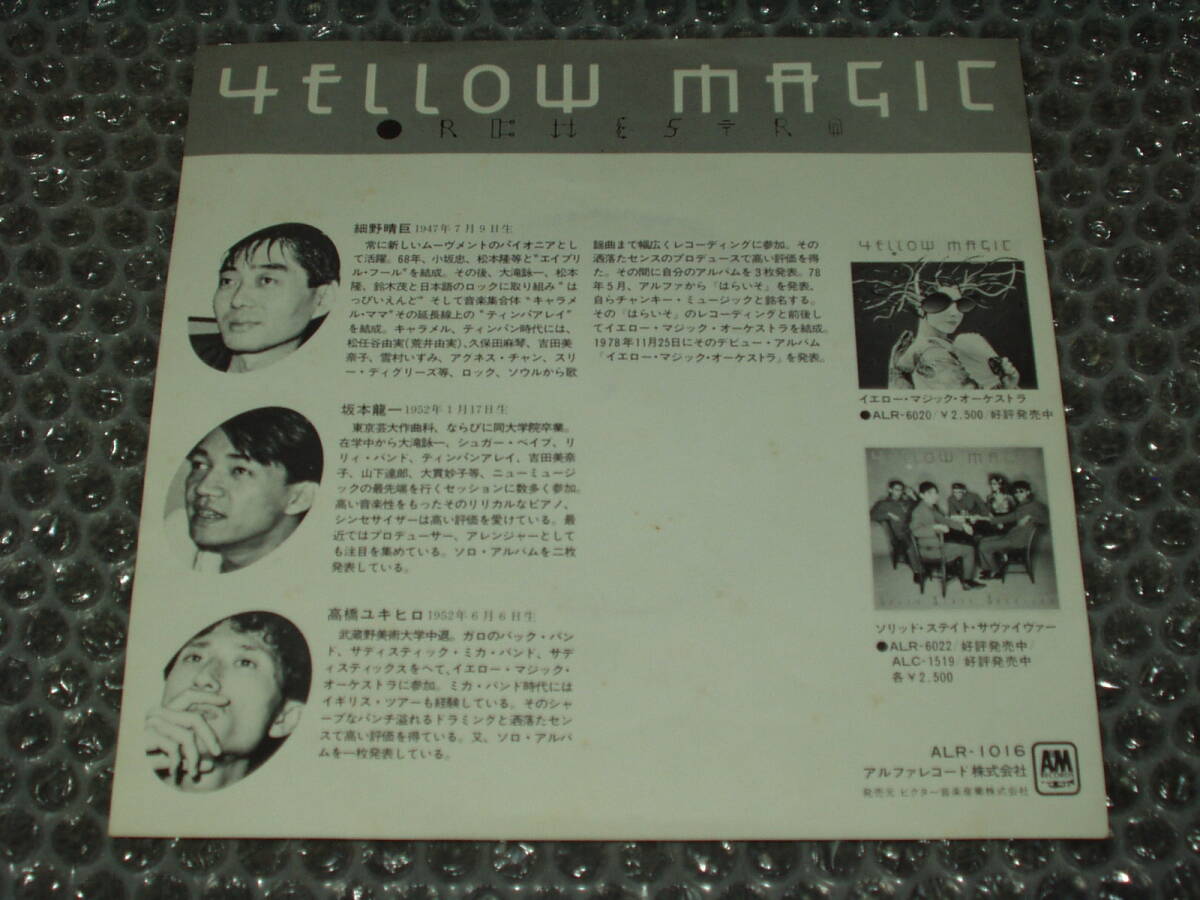 YELLOW MAGIC
ORCHESTRA
細野晴臣 1947年7月9日生
常に新しいムーヴメントのパイオニアとし
て活躍。68年、小坂忠、松本隆等と“エイプリ
ル・フール”を結成。その後、大滝詠一、松本
隆、鈴木茂と日本語のロックに取り組み“は
っぴいえんど”そして音楽集合体“キャラメ
ル・ママ”その延長線上の“ティンパアレイ”
を結成。キャラメル、ティンパン時代には、
松任谷由実(荒井由実)、久保田麻琴、吉田美
奈子、雪村いずみ、アグネス・チャン、スリ
ー・ディグリーズ等、ロック、ソウルから歌
謡曲まで幅広くレコーディングに参加。その
洒落たセンスのプロデュースで高い評価を得
た。その間に自分のアルバムを3枚発表。78
年5月、アルファから「はらいそ」を発表、
自らチャンキー・ミュージックと銘名する。
その「はらいそ」のレコーディングと前後し
てイエロー・マジック・オーケストラを結成。
1978年11月25日にそのデビュー・アルバム
「イエロー・マジック・オーケストラ」を発表。
坂本龍一 1952年1月17日生
東京芸大作曲科、ならびに同大学院卒業。
在学中から大滝詠一、シュガー・ベイブ、リ
リィ・バンド、ティンパンアレイ、吉田美奈
子、山下達郎、大貫妙子等、ニューミュージ
ックの最先端を行くセッションに数多く参加。
高い音楽性をもったそのリリカルなピアノ、
シンセサイザーは高い評価を愛けている。最
近てはプロデューサー、アレンジャーとして
も注目を集めている。ソロ・アルバムを二枚
発表している。
高橋ユキヒロ 1952年6月6日生
武蔵野美術大学中退。ガロのバック・バン
ド、サディスティック・ミカ・バンド、サデ
ィスティックスをへて、イエロー・マジック・
オーケストラに参加。ミカ・バンド時代には
イギリス・ツアーも経験している。そのシャ
ープなパンチ溢れるドラミングと洒落たセン
スて高い評価を得ている。又、ソロ・アルバ
ムを一枚発表している。
YELLOW MAGIC
イエロー・マジック・オーケストラ
●ALR-6020/￥2,500/好評発売中
YELLOW MAGIC
ソリッド・ステイト・サヴァイヴァー
●ALR-6022/好評発売中/
ALC-1519/好評発売中
各￥2,500
ALR-1016
アルファレコード株式会社
発売元 ビクター音楽産業株式会社
A&M
RECORDS